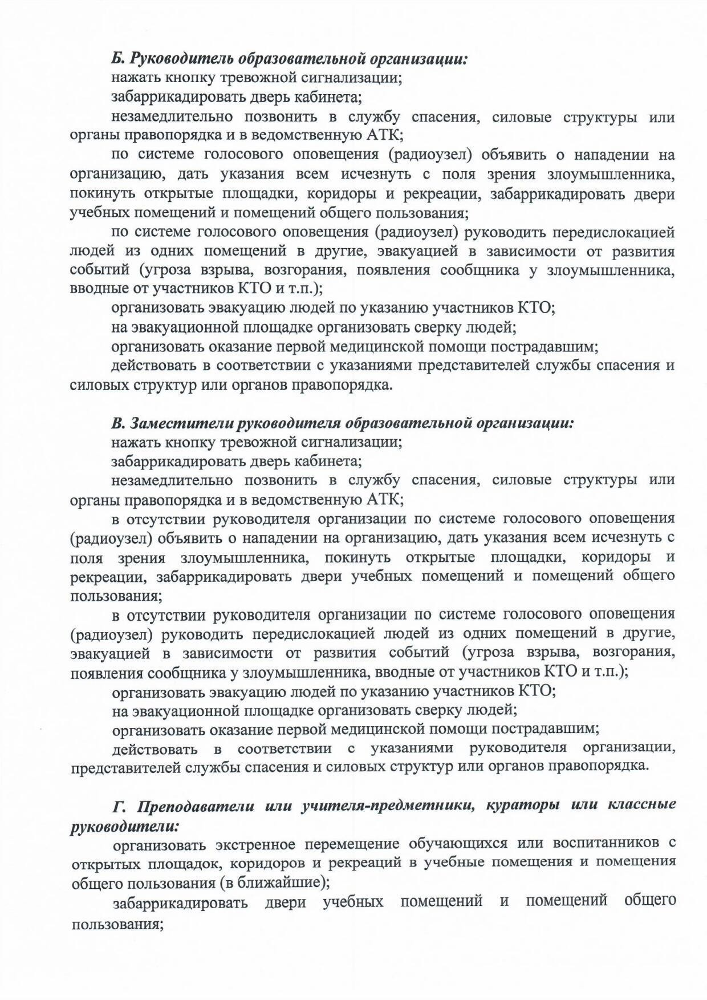 Б. Руководитель образовательной организации:
нажать кнопку тревожной сигнализации;
забаррикадировать дверь кабинета;
незамедлительно позвонить в службу спасения, силовые структуры или
органы правопорядка и в ведомственную АТК;
по системе голосового оповещения (радиоузел) объявить о нападении на
организацию, дать указания всем исчезнуть с поля зрения злоумышленника,
покинуть открытые площадки, коридоры и рекреации, забаррикадировать двери
учебных помещений и помещений общего пользования;
по системе голосового оповещения (радиоузел) руководить передислокацией
людей из одних помещений в другие, эвакуацией в зависимости от развития
событий (угроза взрыва, возгорания, появления сообщника у злоумышленника,
вводные от участников КТО и т.п.);
организовать эвакуацию людей по указанию участников КТО;
на эвакуационной площадке организовать сверку людей;
организовать оказание первой медицинской помощи пострадавшим;
действовать в соответствии с указаниями представителей службы спасения и
силовых структур или органов правопорядка.
В. Заместители руководителя образовательной организации:
нажать кнопку тревожной сигнализации;
забаррикадировать дверь кабинета;
незамедлительно позвонить в службу спасения, силовые структуры или
органы правопорядка и в ведомственную АТК;
в отсутствии руководителя организации по системе голосового оповещения
(радиоузел) объявить о нападении на организацию, дать указания всем исчезнуть с
поля зрения злоумышленника, покинуть открытые площадки, коридоры и
рекреации, забаррикадировать двери учебных помещений и помещений общего
пользования;
в отсутствии руководителя организации по системе голосового оповещения
(радиоузел) руководить передислокацией людей из одних помещений в другие,
эвакуацией в зависимости от развития событий (угроза взрыва, возгорания,
появления сообщника у злоумышленника, вводные от участников КТО и т.п.);
организовать эвакуацию людей по указанию участников КТО;
на эвакуационной площадке организовать сверку людей;
организовать оказание первой медицинской помощи пострадавшим;
действовать в соответствии с указаниями руководителя организации,
представителей службы спасения и силовых структур или органов правопорядка.
Г. Преподаватели или учителя-предметники, кураторы или классные
руководители:
организовать экстренное перемещение обучающихся или воспитанников с
открытых площадок, коридоров и рекреаций в учебные помещения и помещения
общего пользования (в ближайшие);
забаррикадировать двери учебных помещений и помещений общего
пользования;